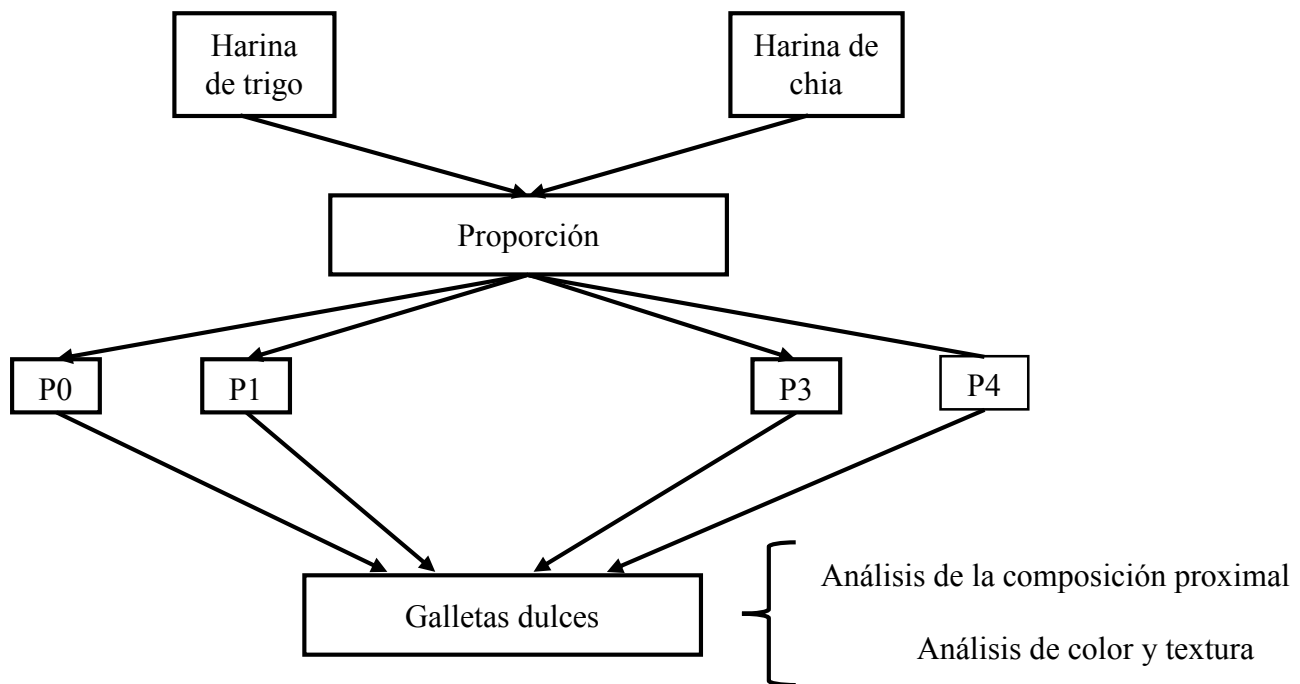 Harina
de trigo
Harina de
chia
Proporción
P0
P1
P3
P4
Galletas dulces
Análisis de la composición proximal
Análisis de color y textura